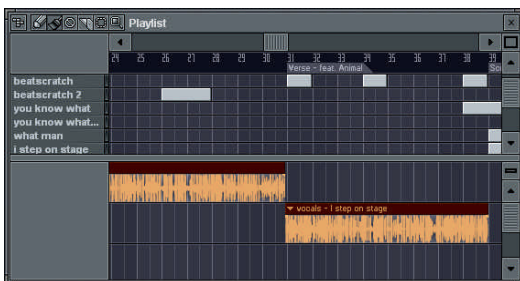 Playlist
24 25 26 27 28 29 30 31 32 33 34 35 36 37 38 39
Verse - feat. Animal
beatscratch
beatscratch 2
you know what
you know what...
what man
i step on stage
vocals - I step on stage